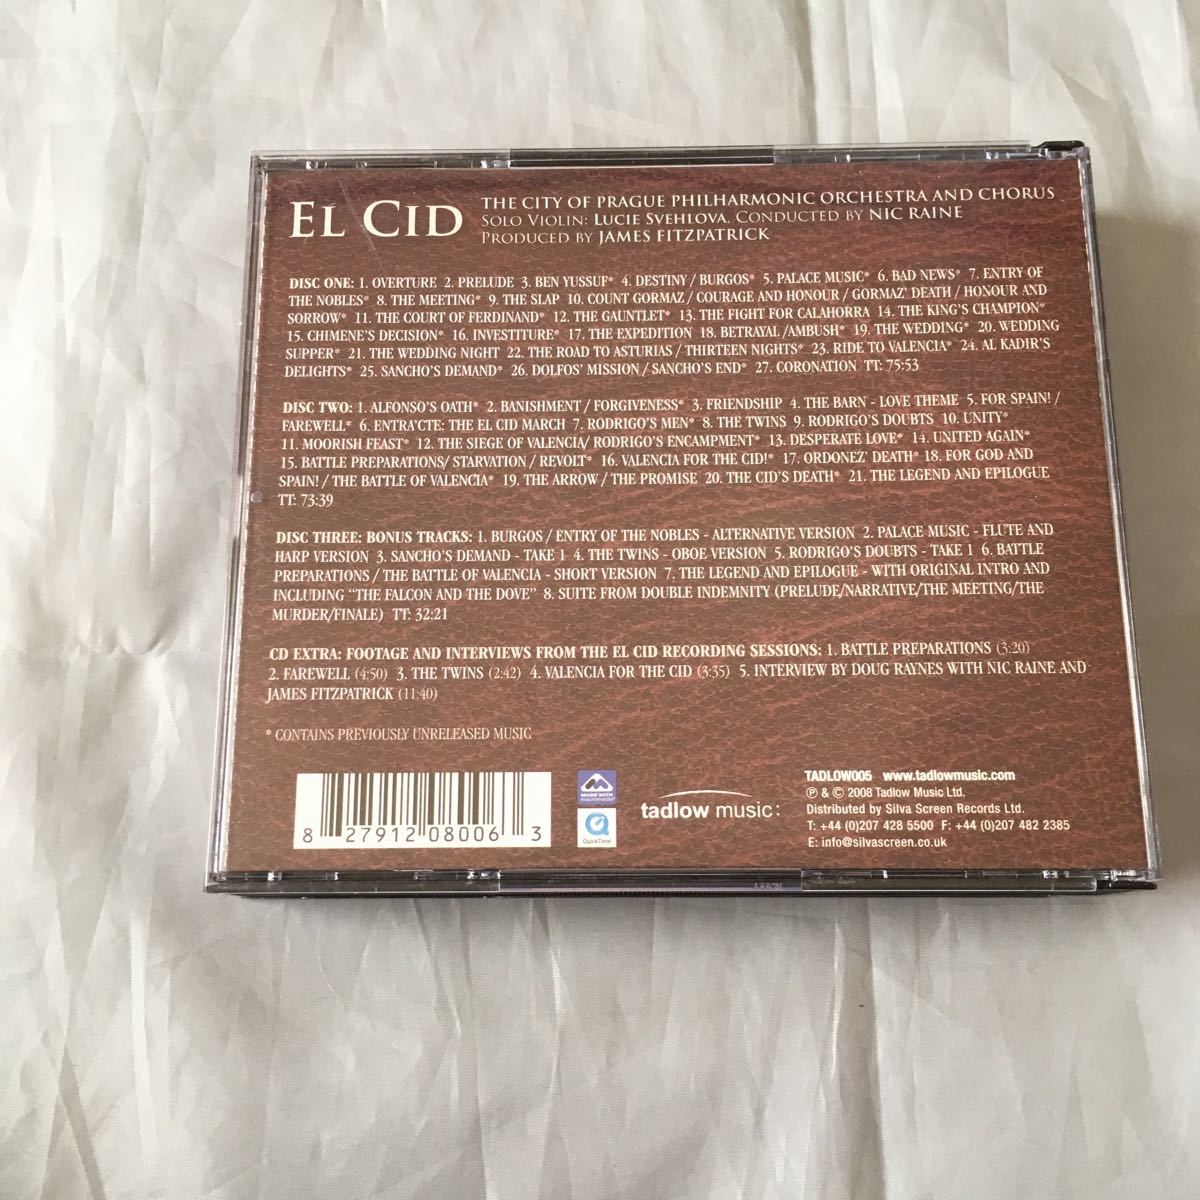 EL CID
THE CITY OF PRAGUE PHILHARMONIC ORCHESTRA AND CHORUS
SOLO VIOLIN: LUCIE SVEHLOVA, CONDUCTED BY NIC RAINE
PRODUCED BY JAMES FITZPATRICK
DISC ONE: 1. OVERTURE 2. PRELUDE 3. BEN YUSSUF* 4. DESTINY / BURGOS* 5. PALACE MUSIC* 6. BAD NEWS* 7. ENTRY OF
THE NOBLES* 8. THE MEETING* 9. THE SLAP 10. COUNT GORMAZ / COURAGE AND HONOUR / GORMAZ' DEATH / HONOUR AND
SORROW* 11. THE COURT OF FERDINAND* 12. THE GAUNTLET* 13. THE FIGHT FOR CALAHORRA 14. THE KING'S CHAMPION*
15. CHIMENE'S DECISION* 16. INVESTITURE* 17. THE EXPEDITION 18. BETRAYAL /AMBUSH* 19. THE WEDDING* 20. WEDDING
SUPPER* 21. THE WEDDING NIGHT 22. THE ROAD TO ASTURIAS / THIRTEEN NIGHTS* 23. RIDE TO VALENCIA* 24. AL KADIR'S
DELIGHTS* 25. SANCHO'S DEMAND* 26. DOLFOS' MISSION / SANCHO'S END* 27. CORONATION TT: 75:53
DISC TWO: 1. ALFONSO'S OATH* 2. BANISHMENT / FORGIVENESS* 3. FRIENDSHIP 4. THE BARN - LOVE THEME 5. FOR SPAIN! /
FAREWELL* 6. ENTRA'CTE: THE EL CID MARCH 7. RODRIGO'S MEN* 8. THE TWINS 9. RODRIGO'S DOUBTS 10. UNITY*
11. MOORISH FEAST* 12. THE SIEGE OF VALENCIA/ RODRIGO'S ENCAMPMENT* 13. DESPERATE LOVE* 14. UNITED AGAIN*
15. BATTLE PREPARATIONS/ STARVATION / REVOLT* 16. VALENCIA FOR THE CID!* 17. ORDONEZ' DEATH* 18. FOR GOD AND
SPAIN! / THE BATTLE OF VALENCIA* 19. THE ARROW / THE PROMISE 20. THE CID'S DEATH* 21. THE LEGEND AND EPILOGUE
TT: 73:39
DISC THREE: BONUS TRACKS: 1. BURGOS / ENTRY OF THE NOBLES - ALTERNATIVE VERSION 2. PALACE MUSIC - FLUTE AND
HARP VERSION 3. SANCHO'S DEMAND - TAKE 1 4. THE TWINS - OBOE VERSION 5. RODRIGO'S DOUBTS - TAKE 1 6. BATTLE
PREPARATIONS / THE BATTLE OF VALENCIA - SHORT VERSION 7. THE LEGEND AND EPILOGUE - WITH ORIGINAL INTRO AND
INCLUDING "THE FALCON AND THE DOVE" 8. SUITE FROM DOUBLE INDEMNITY (PRELUDE/NARRATIVE/THE MEETING/THE
MURDER/FINALE) TT: 32:21
CD EXTRA: FOOTAGE AND INTERVIEWS FROM THE EL CID RECORDING SESSIONS: 1. BATTLE PREPARATIONS (3:20)
2. FAREWELL (4:50) 3. THE TWINS (2:42) 4. VALENCIA FOR THE CID (3:35) 5. INTERVIEW BY DOUG RAYNES WITH NIC RAINE AND
JAMES FITZPATRICK (11:40)
* CONTAINS PREVIOUSLY UNRELEASED MUSIC
8 27912 08006 3
MADE WITH
macromedia
QuickTime
tadlow music:
TADLOW005 www.tadlowmusic.com
℗ & © 2008 Tadlow Music Ltd.
Distributed by Silva Screen Records Ltd.
T: +44 (0)207 428 5500 F: +44 (0)207 482 2385
E: info@silvascreen.co.uk